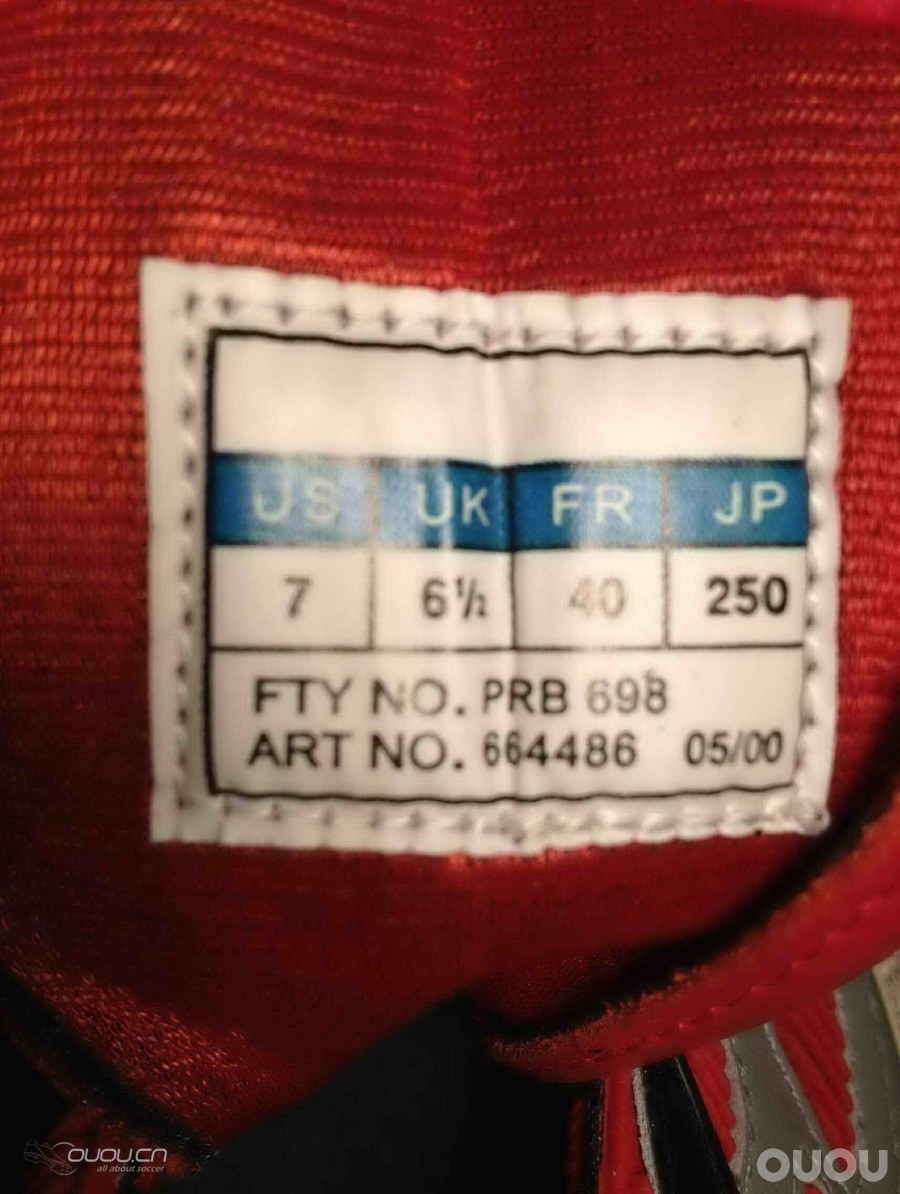 US UK FR JP
7 6½ 40 250
FTY NO. PRB 698
ART NO. 664486 05/00
OUOU.CN
all about soccer
OUOU